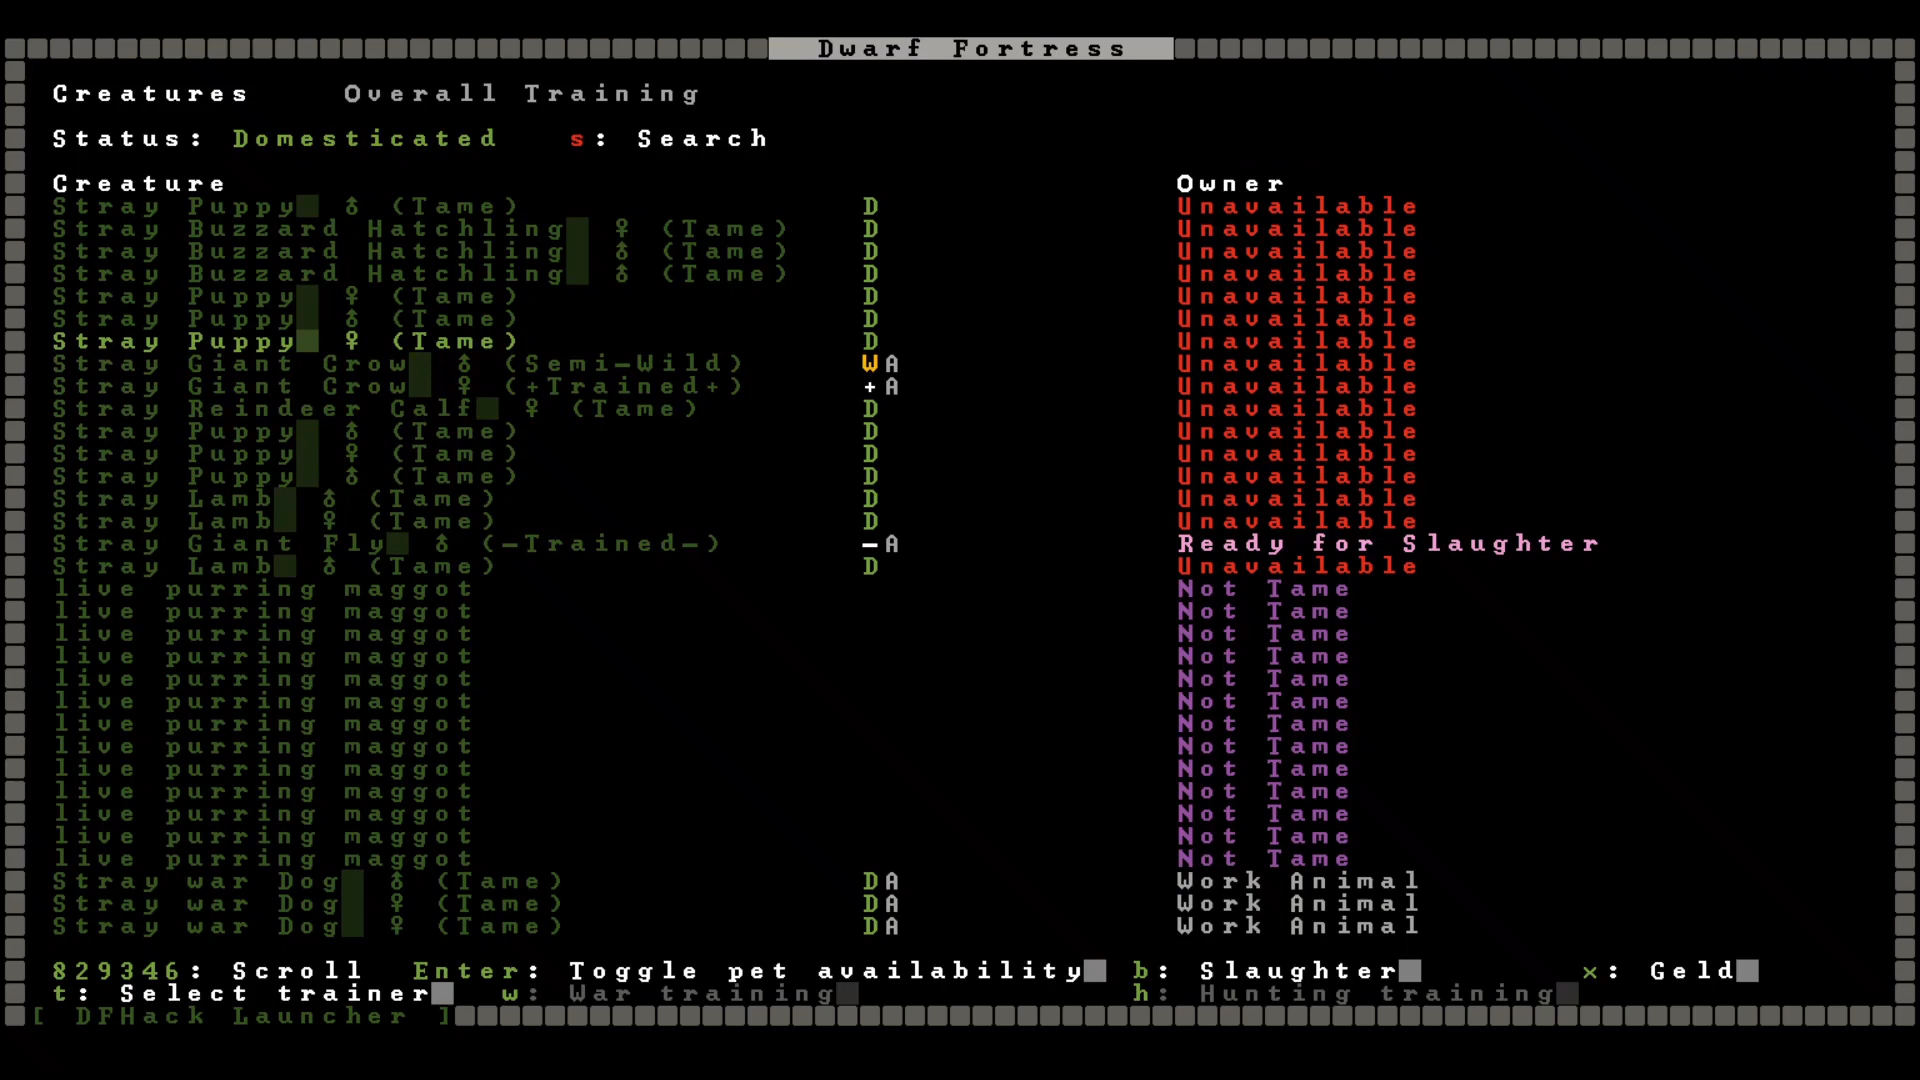 Dwarf Fortress
Creatures Overall Training
Status: Domesticated s: Search
Creature Owner
Stray Puppy ♂ (Tame) D Unavailable
Stray Buzzard Hatchling ♀ (Tame) D Unavailable
Stray Buzzard Hatchling ♂ (Tame) D Unavailable
Stray Buzzard Hatchling ♂ (Tame) D Unavailable
Stray Puppy ♀ (Tame) D Unavailable
Stray Puppy ♂ (Tame) D Unavailable
Stray Puppy ♀ (Tame) D Unavailable
Stray Giant Crow ♂ (Semi-Wild) W A Unavailable
Stray Giant Crow ♀ (+Trained+) + A Unavailable
Stray Reindeer Calf ♀ (Tame) D Unavailable
Stray Puppy ♂ (Tame) D Unavailable
Stray Puppy ♀ (Tame) D Unavailable
Stray Puppy ♂ (Tame) D Unavailable
Stray Lamb ♂ (Tame) D Unavailable
Stray Lamb ♀ (Tame) D Unavailable
Stray Giant Fly ♂ (-Trained-) - A Ready for Slaughter
Stray Lamb ♂ (Tame) D Unavailable
live purring maggot Not Tame
live purring maggot Not Tame
live purring maggot Not Tame
live purring maggot Not Tame
live purring maggot Not Tame
live purring maggot Not Tame
live purring maggot Not Tame
live purring maggot Not Tame
live purring maggot Not Tame
live purring maggot Not Tame
live purring maggot Not Tame
live purring maggot Not Tame
live purring maggot Not Tame
Stray war Dog ♂ (Tame) D A Work Animal
Stray war Dog ♀ (Tame) D A Work Animal
Stray war Dog ♀ (Tame) D A Work Animal
829346: Scroll Enter: Toggle pet availability b: Slaughter x: Geld
t: Select trainer w: War training h: Hunting training
[ DFHack Launcher ]